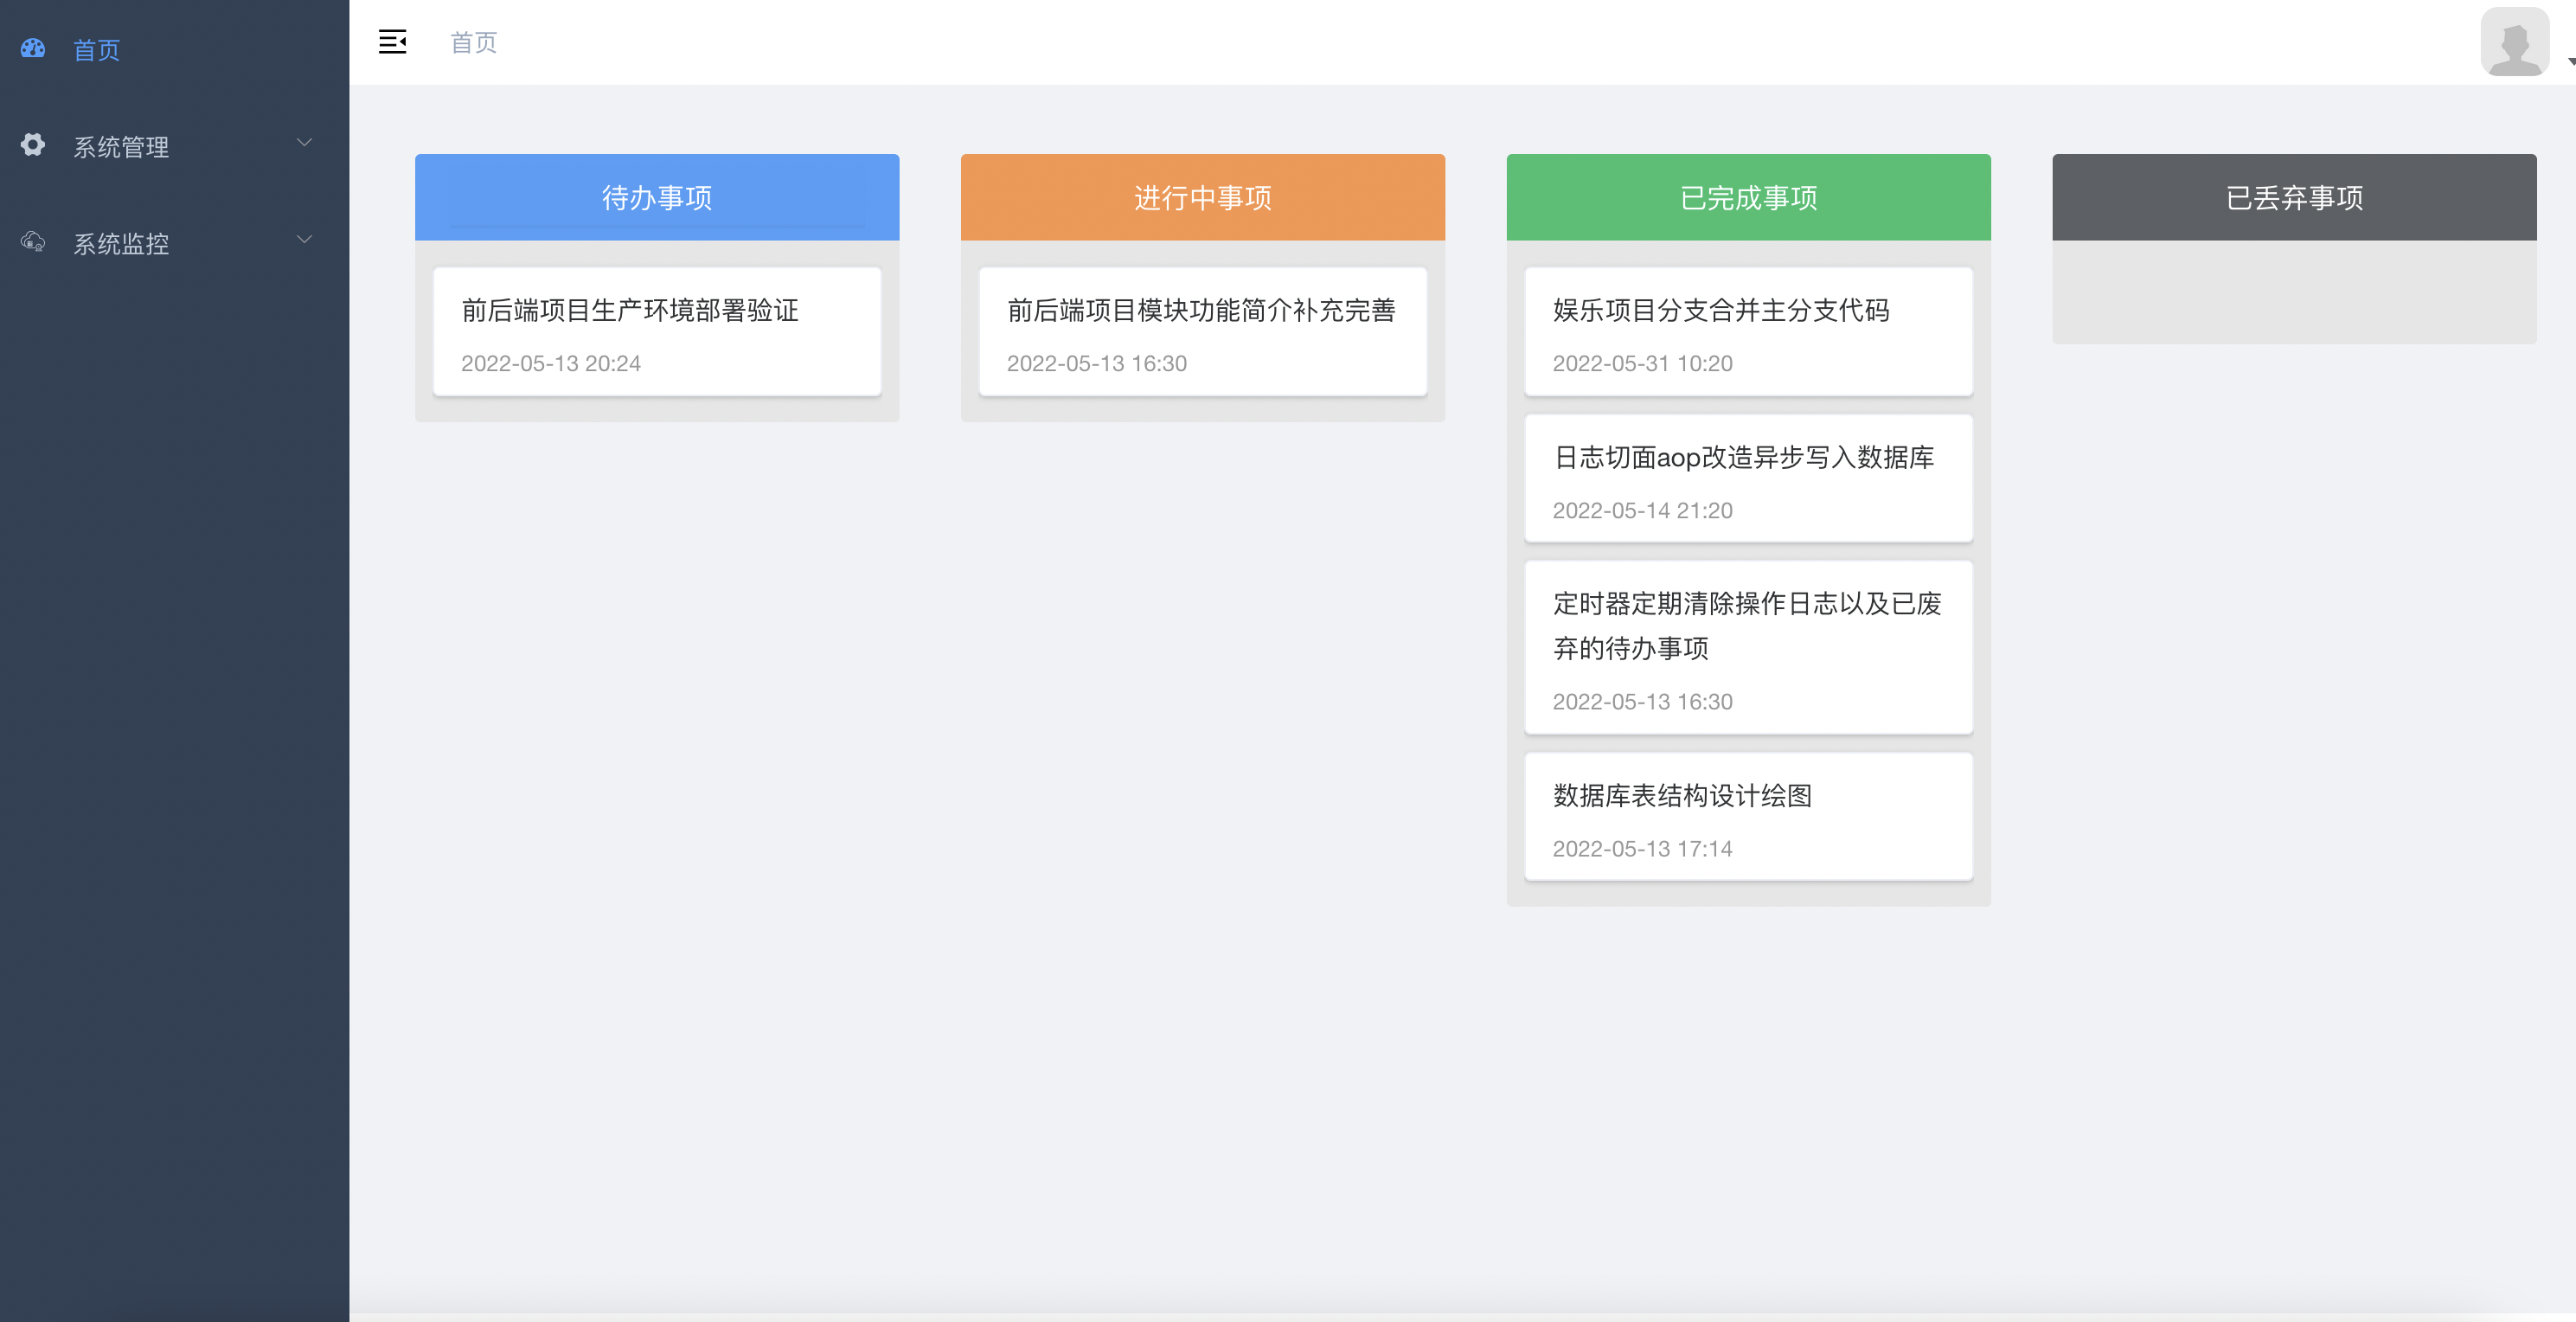 首页
系统管理
系统监控
首页
待办事项
前后端项目生产环境部署验证
2022-05-13 20:24
进行中事项
前后端项目模块功能简介补充完善
2022-05-13 16:30
已完成事项
娱乐项目分支合并主分支代码
2022-05-31 10:20
日志切面aop改造异步写入数据库
2022-05-14 21:20
定时器定期清除操作日志以及已废
弃的待办事项
2022-05-13 16:30
数据库表结构设计绘图
2022-05-13 17:14
已丢弃事项